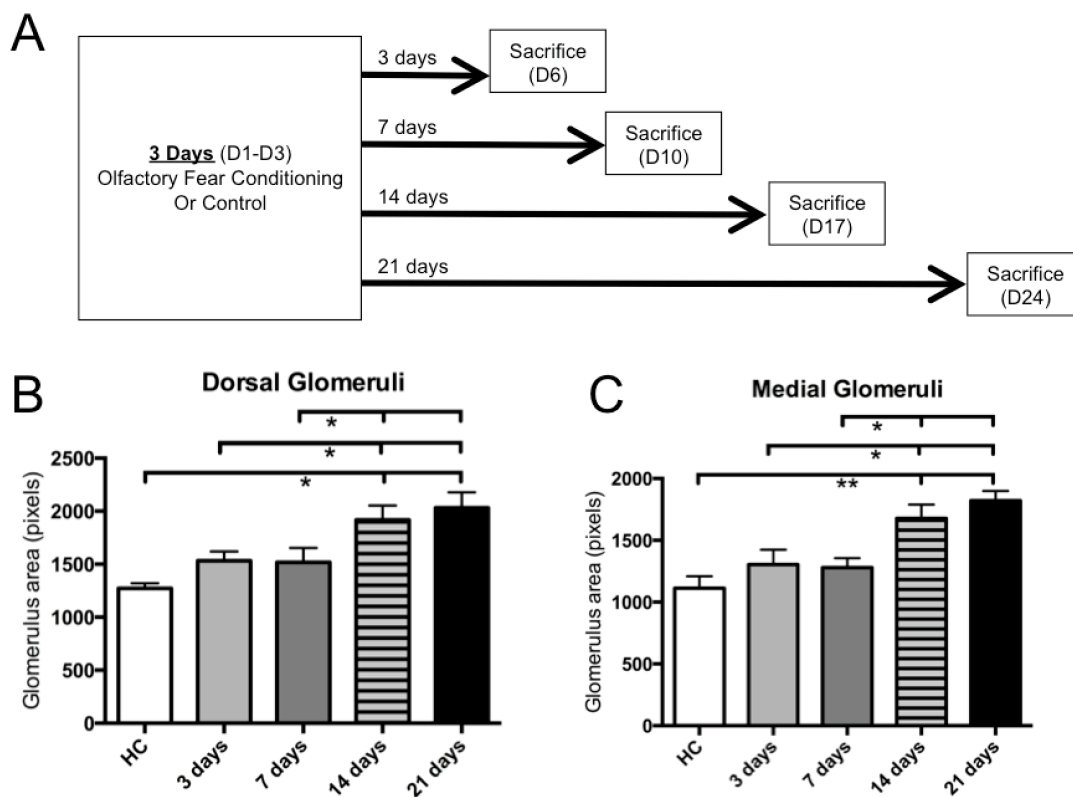 A
3 Days (D1-D3)
Olfactory Fear Conditioning
Or Control
3 days
Sacrifice
(D6)
7 days
Sacrifice
(D10)
14 days
Sacrifice
(D17)
21 days
Sacrifice
(D24)
B
Dorsal Glomeruli
*
*
*
Glomerulus area (pixels)
2500
2000
1500
1000
500
0
HC
3 days
7 days
14 days
21 days
C
Medial Glomeruli
*
*
**
Glomerulus area (pixels)
2000
1500
1000
500
0
HC
3 days
7 days
14 days
21 days